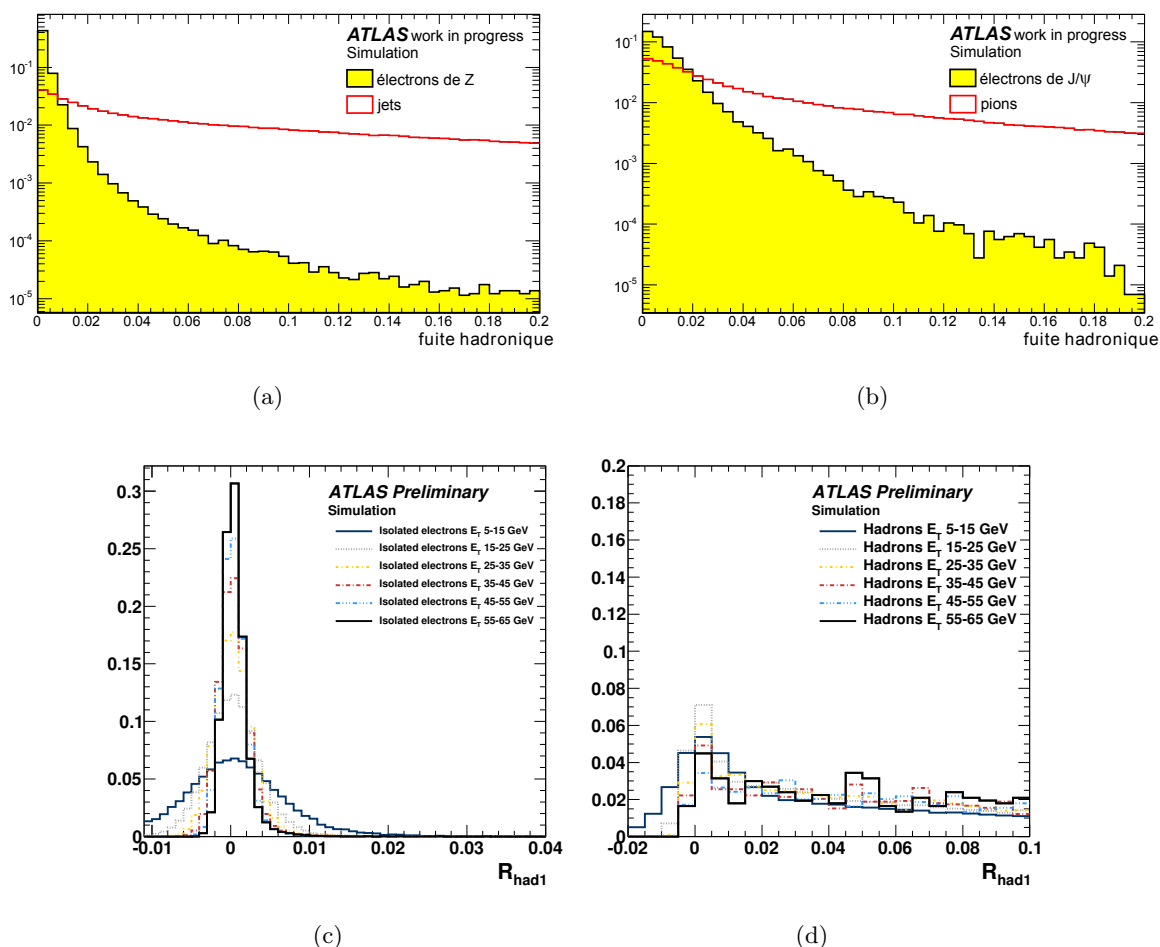 ATLAS work in progress
Simulation
électrons de Z
jets
10⁻¹
10⁻²
10⁻³
10⁻⁴
10⁻⁵
0 0.02 0.04 0.06 0.08 0.1 0.12 0.14 0.16 0.18 0.2
fuite hadronique
(a)
ATLAS work in progress
Simulation
électrons de J/ψ
pions
10⁻¹
10⁻²
10⁻³
10⁻⁴
10⁻⁵
0 0.02 0.04 0.06 0.08 0.1 0.12 0.14 0.16 0.18 0.2
fuite hadronique
(b)
ATLAS Preliminary
Simulation
Isolated electrons E_T 5-15 GeV
Isolated electrons E_T 15-25 GeV
Isolated electrons E_T 25-35 GeV
Isolated electrons E_T 35-45 GeV
Isolated electrons E_T 45-55 GeV
Isolated electrons E_T 55-65 GeV
0.3
0.25
0.2
0.15
0.1
0.05
0
-0.01 0 0.01 0.02 0.03 0.04
R_had1
(c)
ATLAS Preliminary
Simulation
Hadrons E_T 5-15 GeV
Hadrons E_T 15-25 GeV
Hadrons E_T 25-35 GeV
Hadrons E_T 35-45 GeV
Hadrons E_T 45-55 GeV
Hadrons E_T 55-65 GeV
0.2
0.18
0.16
0.14
0.12
0.1
0.08
0.06
0.04
0.02
0
-0.02 0 0.02 0.04 0.06 0.08 0.1
R_had1
(d)